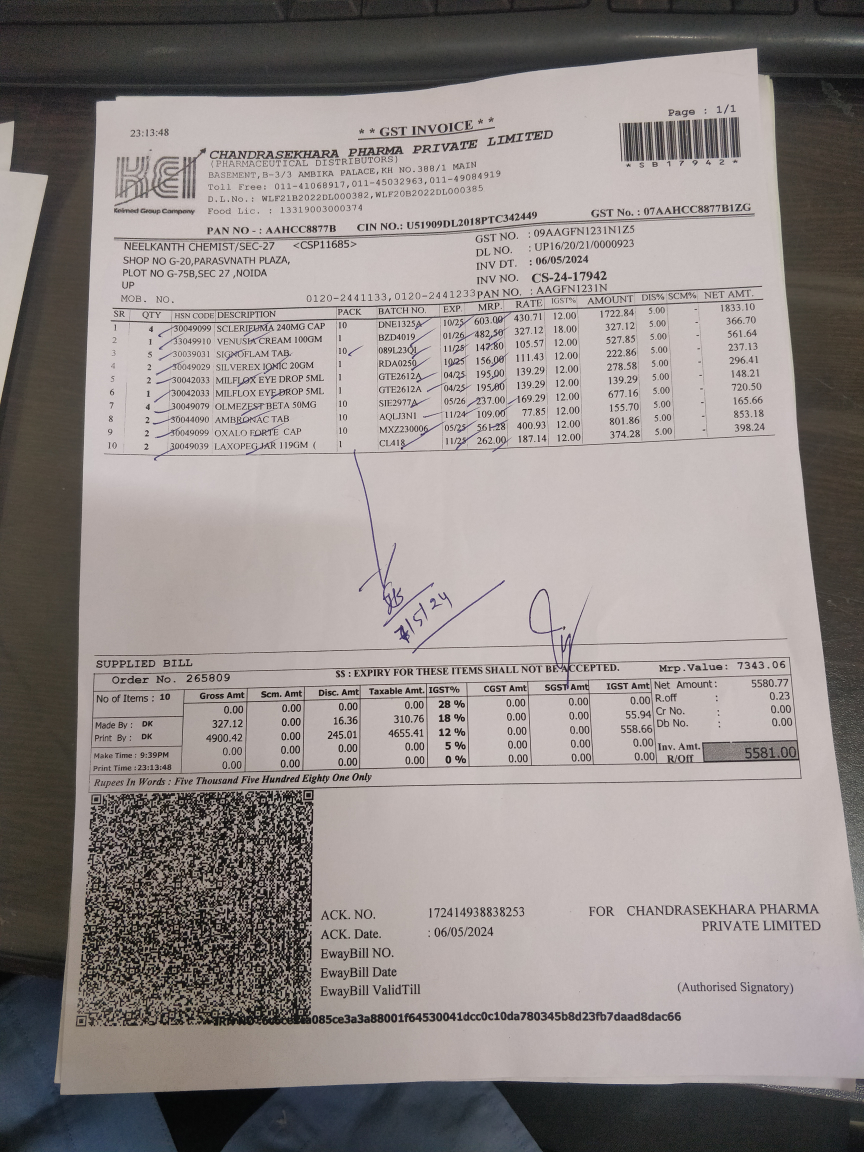 Page : 1/1
23:13:48
** GST INVOICE **
*SB17942*
KEI
Keimed Group Company
CHANDRASEKHARA PHARMA PRIVATE LIMITED
(PHARMACEUTICAL DISTRIBUTORS)
BASEMENT,B-3/3 AMBIKA PALACE,KH NO.388/1 MAIN
Toll Free: 011-41068917,011-45032963,011-49084919
D.L.No.: WLF21B2022DL000382,WLF20B2022DL000385
Food Lic. : 13319003000374
PAN NO - : AAHCC8877B CIN NO.: U51909DL2018PTC342449 GST No. : 07AAHCC8877B1ZG
NEELKANTH CHEMIST/SEC-27 <CSP11685>
SHOP NO G-20,PARASVNATH PLAZA,
PLOT NO G-75B,SEC 27 ,NOIDA
UP
MOB. NO. 0120-2441133,0120-2441233
GST NO. : 09AAGFN1231N1Z5
DL NO. : UP16/20/21/0000923
INV DT. : 06/05/2024
INV NO. CS-24-17942
PAN NO. : AAGFN1231N
SR QTY HSN CODE DESCRIPTION PACK BATCH NO. EXP. MRP. RATE IGST% AMOUNT DIS% SCM% NET AMT.
1 4 30049099 SCLERIFUMA 240MG CAP 10 DNE1325A 10/25 603.00 430.71 12.00 1722.84 5.00 - 1833.10
2 1 33049910 VENUSIA CREAM 100GM 1 BZD4019 01/26 482.50 327.12 18.00 327.12 5.00 - 366.70
3 5 30039031 SIGNOFLAM TAB 10 089L23Q1 11/25 147.80 105.57 12.00 527.85 5.00 - 561.64
4 2 30049029 SILVEREX IONIC 20GM 1 RDA0250 10/25 156.00 111.43 12.00 222.86 5.00 - 237.13
5 2 30042033 MILFLOX EYE DROP 5ML 1 GTE2612A 04/25 195.00 139.29 12.00 278.58 5.00 - 296.41
6 1 30042033 MILFLOX EYE DROP 5ML 1 GTE2612A 04/25 195.00 139.29 12.00 139.29 5.00 - 148.21
7 4 30049079 OLMEZEST BETA 50MG 10 SIE2977A 05/26 237.00 169.29 12.00 677.16 5.00 - 720.50
8 2 30044090 AMBRONAC TAB 10 AQLJ3N1 11/24 109.00 77.85 12.00 155.70 5.00 - 165.66
9 2 30049099 OXALO FORTE CAP 10 MXZ230006 05/25 561.28 400.93 12.00 801.86 5.00 - 853.18
10 2 30049039 LAXOPEG JAR 119GM ( 1 CL418 11/25 262.00 187.14 12.00 374.28 5.00 - 398.24
7/5/24
SUPPLIED BILL
Order No. 265809 $$ : EXPIRY FOR THESE ITEMS SHALL NOT BE ACCEPTED. Mrp.Value: 7343.06
No of Items : 10
Made By : DK
Print By : DK
Make Time : 9:39PM
Print Time :23:13:48
Gross Amt Scm. Amt Disc. Amt Taxable Amt. IGST% CGST Amt SGST Amt IGST Amt
0.00 0.00 0.00 0.00 28 % 0.00 0.00 0.00
327.12 0.00 16.36 310.76 18 % 0.00 0.00 55.94
4900.42 0.00 245.01 4655.41 12 % 0.00 0.00 558.66
0.00 0.00 0.00 0.00 5 % 0.00 0.00 0.00
0.00 0.00 0.00 0.00 0 % 0.00 0.00 0.00
Net Amount : 5580.77
R.off : 0.23
Cr No. : 0.00
Db No. : 0.00
Inv. Amt. R/Off 5581.00
Rupees In Words : Five Thousand Five Hundred Eighty One Only
ACK. NO. 172414938838253
ACK. Date. : 06/05/2024
EwayBill NO.
EwayBill Date
EwayBill ValidTill
FOR CHANDRASEKHARA PHARMA
PRIVATE LIMITED
(Authorised Signatory)